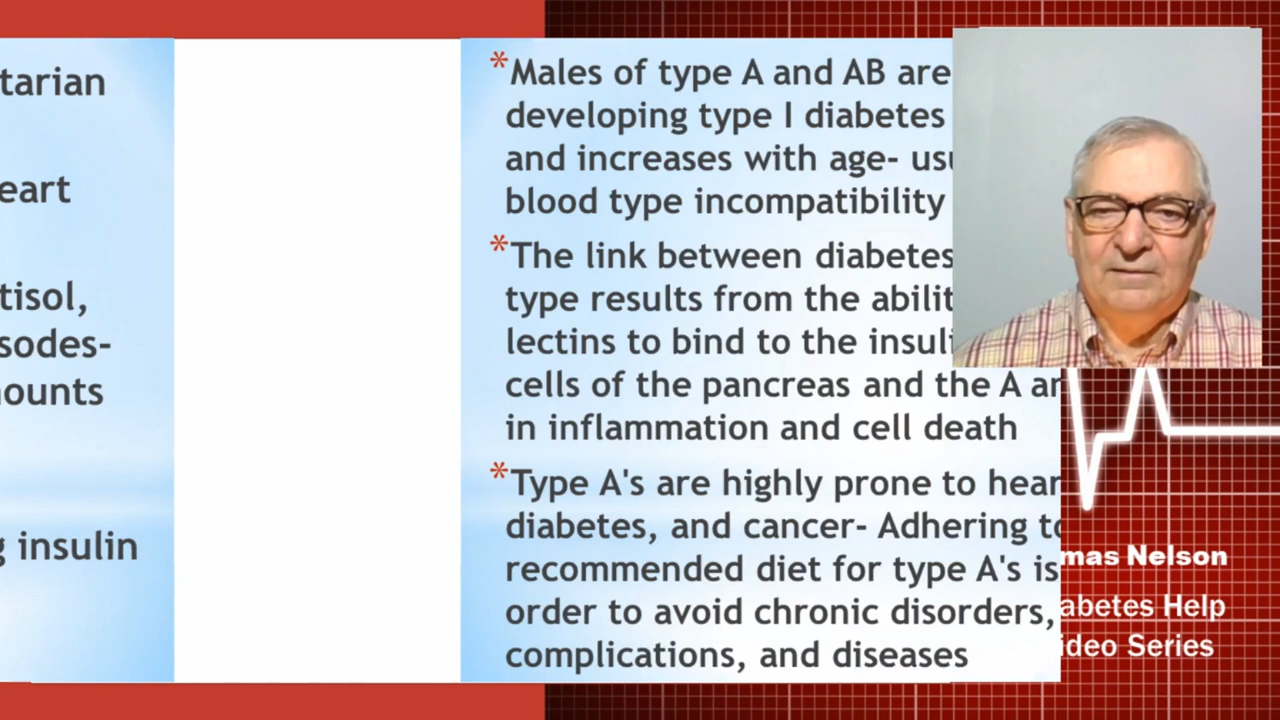 tarian
eart
tisol,
sodes-
ounts
insulin
*Males of type A and AB are
developing type I diabetes
and increases with age- us
blood type incompatibility
*The link between diabetes
type results from the abilit
lectins to bind to the insuli
cells of the pancreas and the A ar
in inflammation and cell death
*Type A's are highly prone to hear
diabetes, and cancer- Adhering to
recommended diet for type A's is
order to avoid chronic disorders,
complications, and diseases
mas Nelson
abetes Help
ideo Series